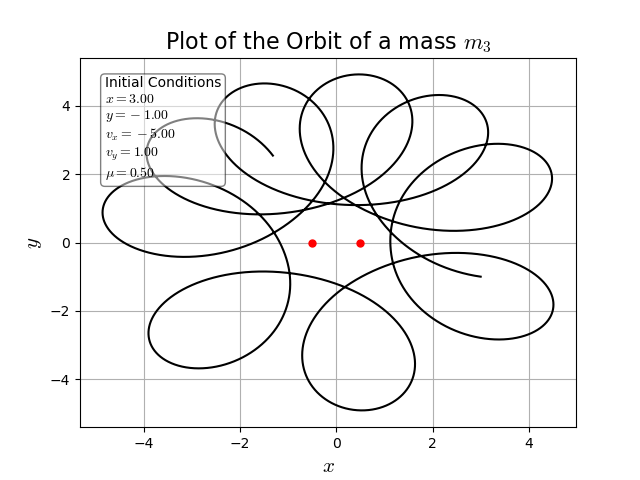 Plot of the Orbit of a mass m₃
Initial Conditions
x = 3.00
y = −1.00
vₓ = −5.00
v_y = 1.00
μ = 0.50
4
2
0
−2
−4
y
−4
−2
0
2
4
x